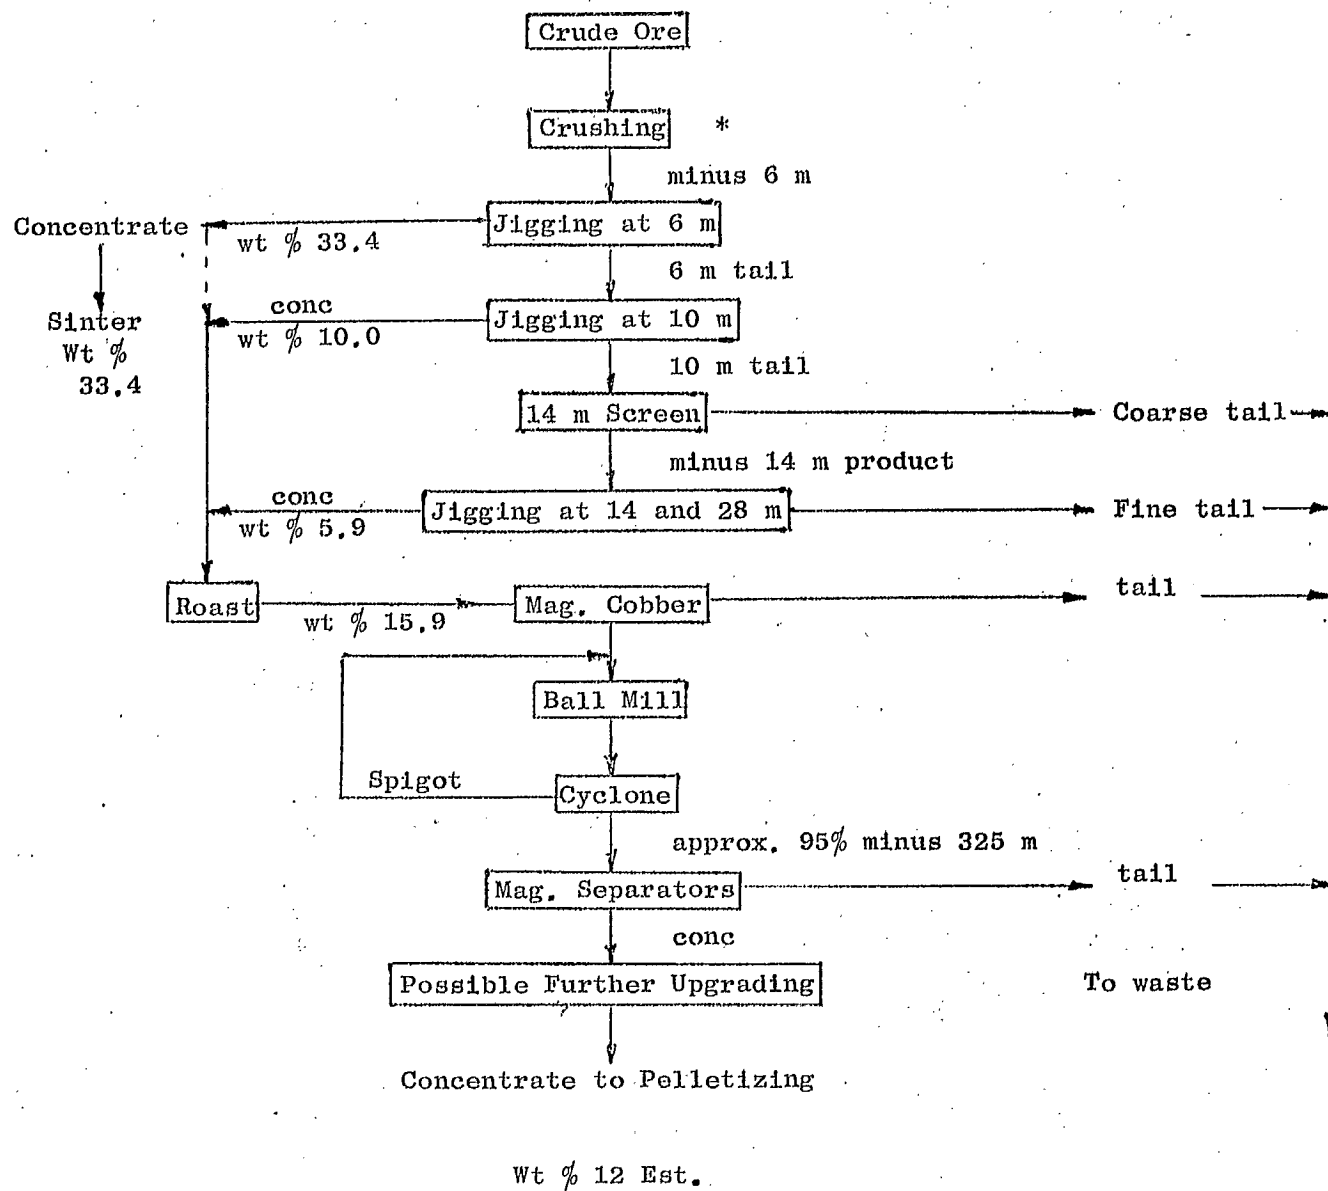 Crude Ore
Crushing *
minus 6 m
Concentrate
wt % 33.4
Jigging at 6 m
6 m tail
Sinter
Wt %
33.4
conc
wt % 10.0
Jigging at 10 m
10 m tail
14 m Screen
Coarse tail
minus 14 m product
conc
wt % 5.9
Jigging at 14 and 28 m
Fine tail
Roast
wt % 15.9
Mag. Cobber
tail
Ball Mill
Spigot
Cyclone
approx. 95% minus 325 m
Mag. Separators
tail
conc
Possible Further Upgrading
To waste
Concentrate to Pelletizing
Wt % 12 Est.